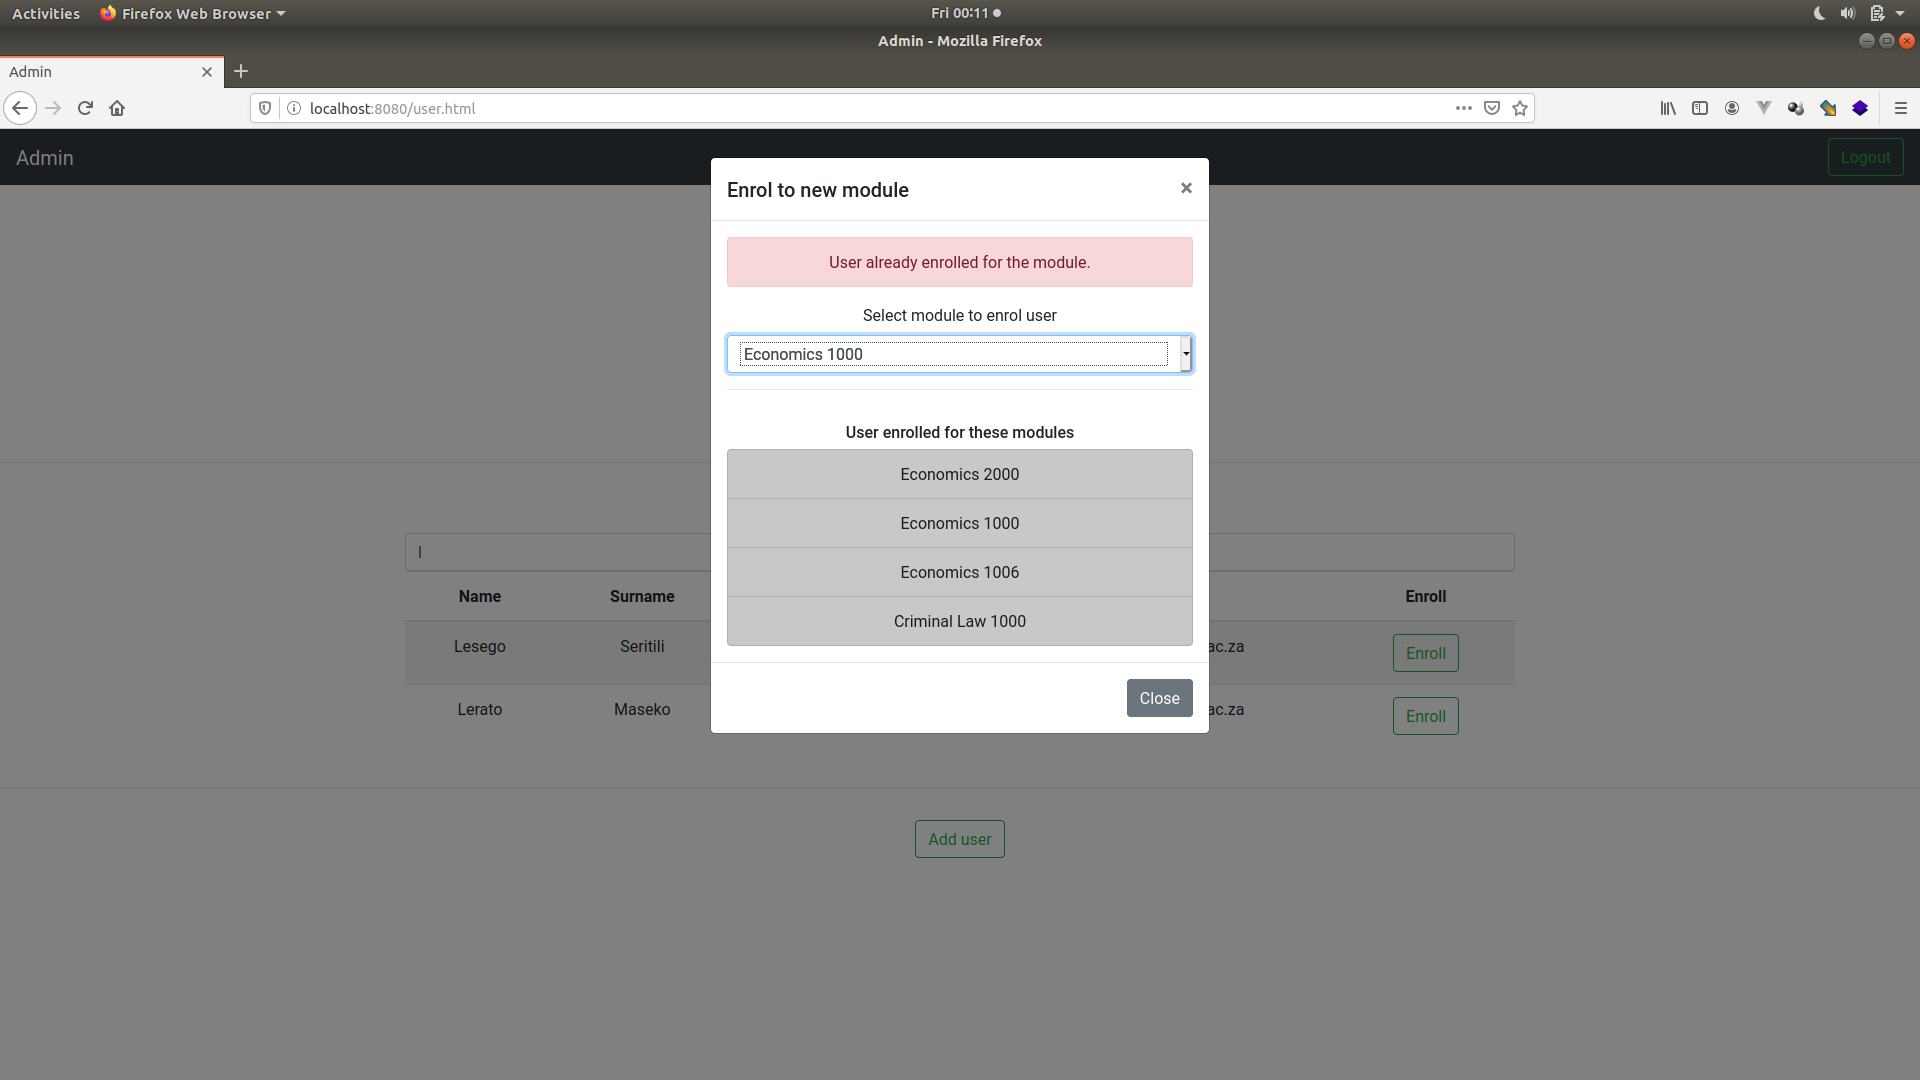 Activities Firefox Web Browser Fri 00:11
Admin - Mozilla Firefox
Admin
localhost:8080/user.html
Admin Logout
Enrol to new module ×
User already enrolled for the module.
Select module to enrol user
Economics 1000
User enrolled for these modules
Economics 2000
Economics 1000
Economics 1006
Criminal Law 1000
Close
l
Name Surname Enroll
Lesego Seritili ac.za Enroll
Lerato Maseko ac.za Enroll
Add user